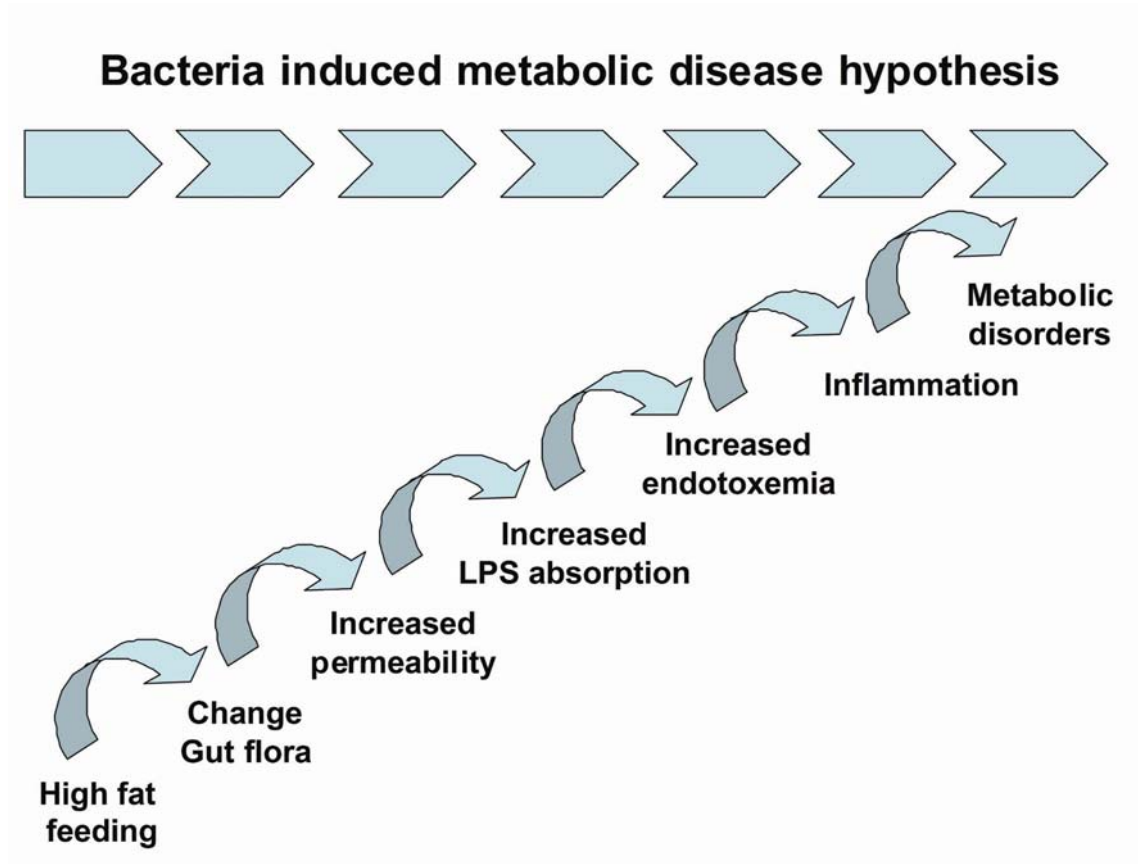 Bacteria induced metabolic disease hypothesis
Metabolic
disorders
Inflammation
Increased
endotoxemia
Increased
LPS absorption
Increased
permeability
Change
Gut flora
High fat
feeding